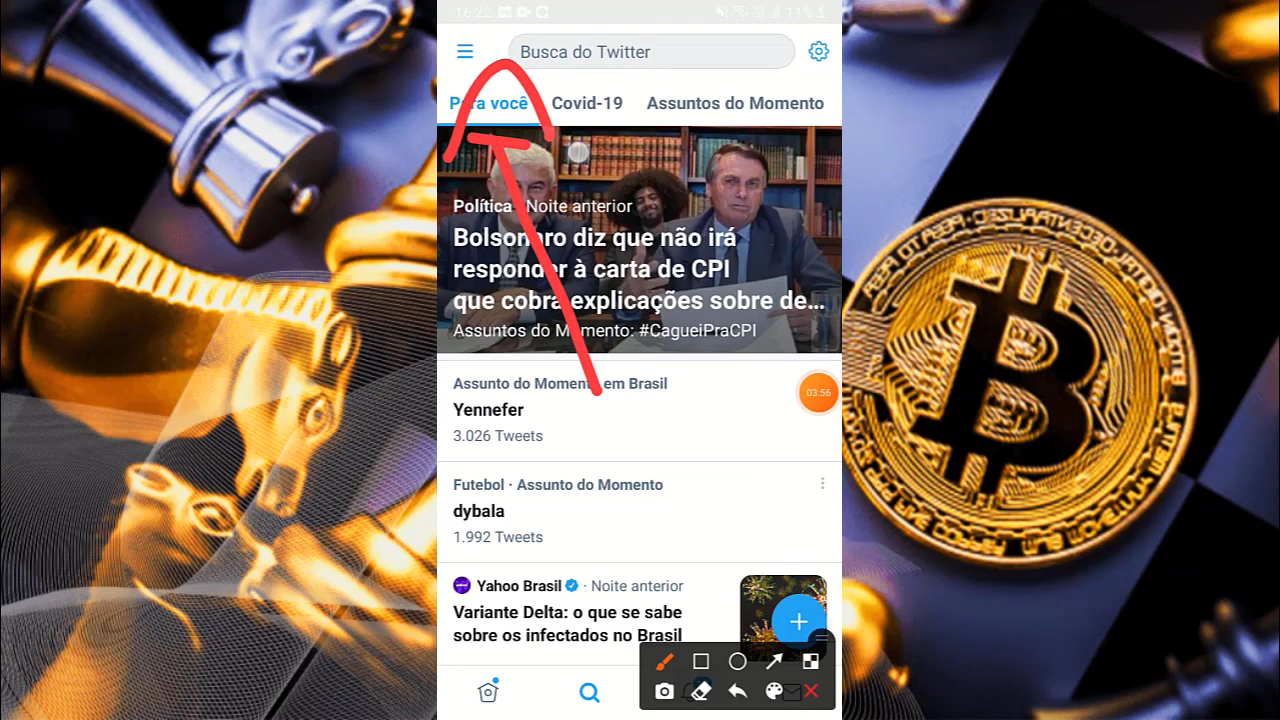 16:22
11%
Busca do Twitter
Para você
Covid-19
Assuntos do Momento
Política · Noite anterior
Bolsonaro diz que não irá
responder à carta de CPI
que cobra explicações sobre de…
Assuntos do Momento: #CagueiPraCPI
Assunto do Momento em Brasil
Yennefer
3.026 Tweets
03:56
Futebol · Assunto do Momento
dybala
1.992 Tweets
Yahoo Brasil · Noite anterior
Variante Delta: o que se sabe
sobre os infectados no Brasil
DECENTRALIZED